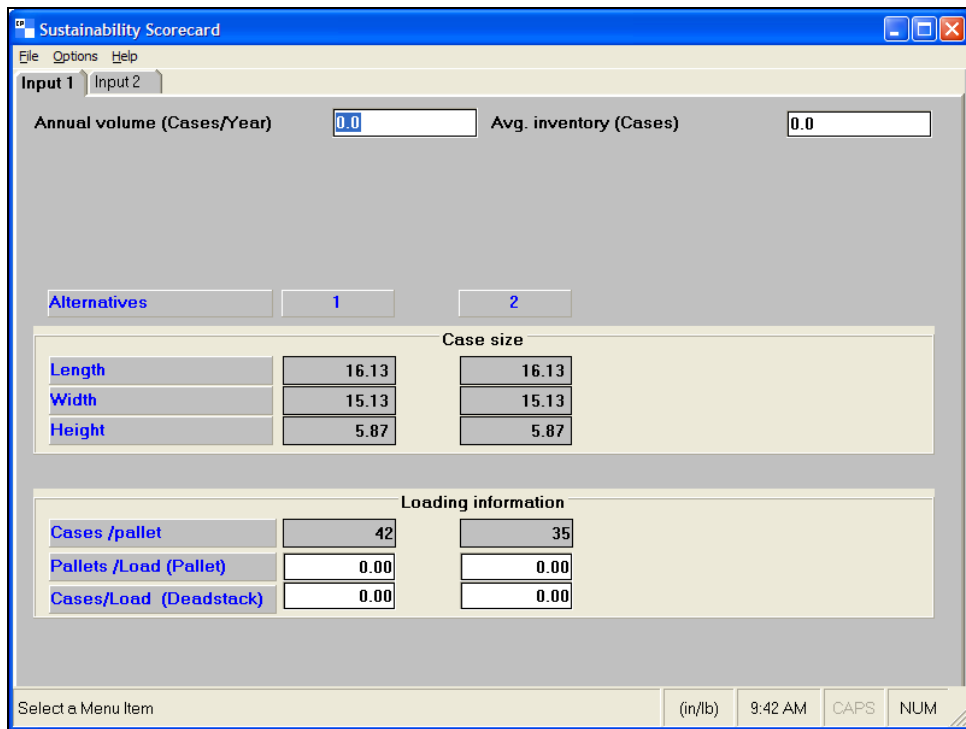 CP Sustainability Scorecard
File Options Help
Input 1 Input 2
Annual volume (Cases/Year) 0.0 Avg. inventory (Cases) 0.0
Alternatives 1 2
Case size
Length 16.13 16.13
Width 15.13 15.13
Height 5.87 5.87
Loading information
Cases /pallet 42 35
Pallets /Load (Pallet) 0.00 0.00
Cases/Load (Deadstack) 0.00 0.00
Select a Menu Item (in/lb) 9:42 AM CAPS NUM